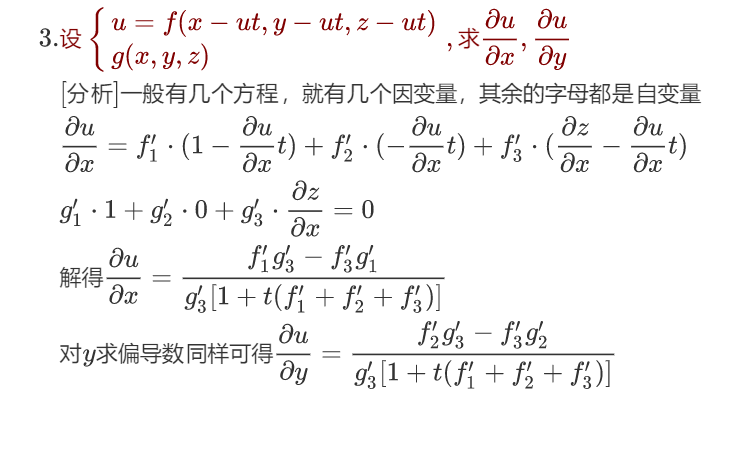 3.设 $\begin{cases} u = f(x - ut, y - ut, z - ut) \\ g(x, y, z) \end{cases}$ ,求 $\frac{\partial u}{\partial x}, \frac{\partial u}{\partial y}$
[分析]一般有几个方程，就有几个因变量，其余的字母都是自变量
$\frac{\partial u}{\partial x} = f_1' \cdot (1 - \frac{\partial u}{\partial x}t) + f_2' \cdot (-\frac{\partial u}{\partial x}t) + f_3' \cdot (\frac{\partial z}{\partial x} - \frac{\partial u}{\partial x}t)$
$g_1' \cdot 1 + g_2' \cdot 0 + g_3' \cdot \frac{\partial z}{\partial x} = 0$
解得 $\frac{\partial u}{\partial x} = \frac{f_1'g_3' - f_3'g_1'}{g_3'[1 + t(f_1' + f_2' + f_3')]}$
对y求偏导数同样可得 $\frac{\partial u}{\partial y} = \frac{f_2'g_3' - f_3'g_2'}{g_3'[1 + t(f_1' + f_2' + f_3')]}$